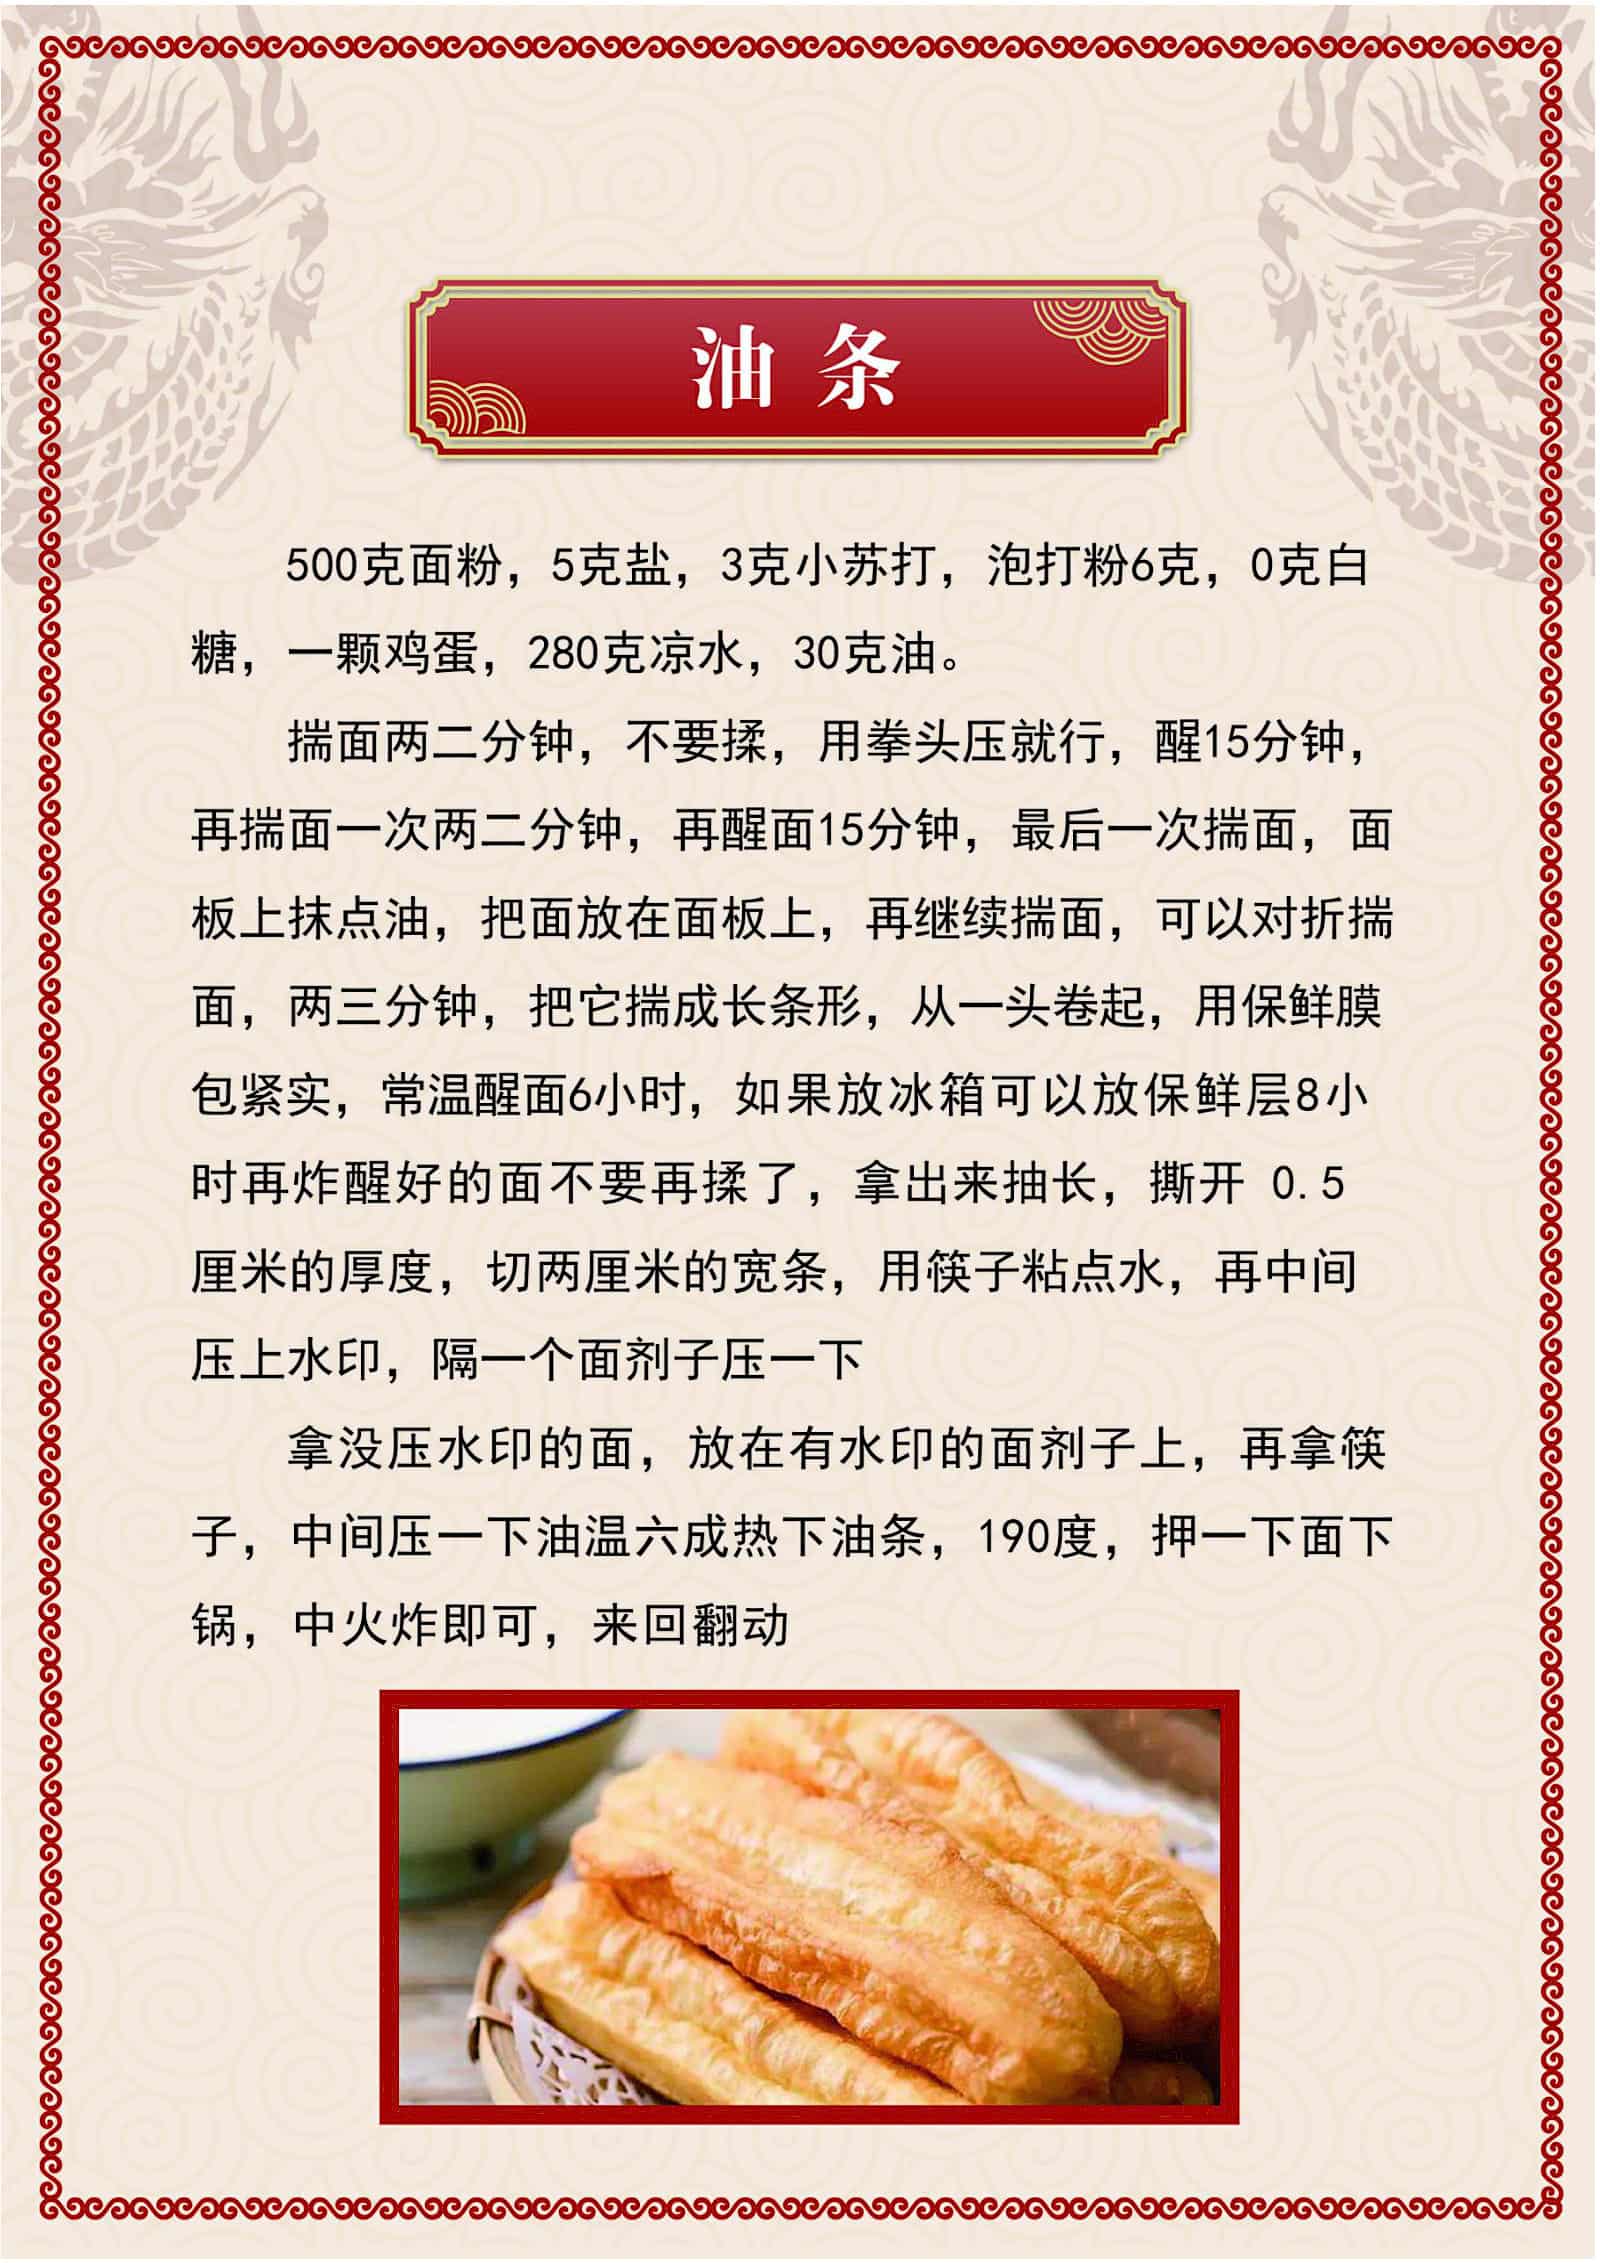 油条
500克面粉，5克盐，3克小苏打，泡打粉6克，0克白
糖，一颗鸡蛋，280克凉水，30克油。
揣面两二分钟，不要揉，用拳头压就行，醒15分钟，
再揣面一次两二分钟，再醒面15分钟，最后一次揣面，面
板上抹点油，把面放在面板上，再继续揣面，可以对折揣
面，两三分钟，把它揣成长条形，从一头卷起，用保鲜膜
包紧实，常温醒面6小时，如果放冰箱可以放保鲜层8小
时再炸醒好的面不要再揉了，拿出来抽长，撕开 0.5
厘米的厚度，切两厘米的宽条，用筷子粘点水，再中间
压上水印，隔一个面剂子压一下
拿没压水印的面，放在有水印的面剂子上，再拿筷
子，中间压一下油温六成热下油条，190度，押一下面下
锅，中火炸即可，来回翻动